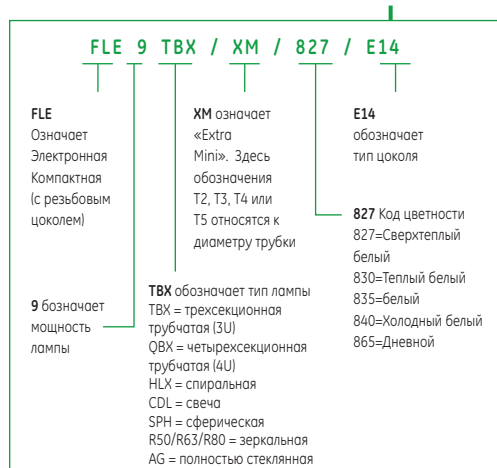 FLE 9 TBX / XM / 827 / E14
FLE
Означает
Электронная
Компактная
(с резьбовым
цоколем)
9 бозначает
мощность
лампы
XM означает
«Extra
Mini». Здесь
обозначения
T2, T3, T4 или
T5 относятся к
диаметру трубки
TBX обозначает тип лампы
TBX = трехсекционная
трубчатая (3U)
QBX = четырехсекционная
трубчатая (4U)
HLX = спиральная
CDL = свеча
SPH = сферическая
R50/R63/R80 = зеркальная
AG = полностью стеклянная
E14
обозначает
тип цоколя
827 Код цветности
827=Сверхтеплый
белый
830=Теплый белый
835=белый
840=Холодный белый
865=Дневной